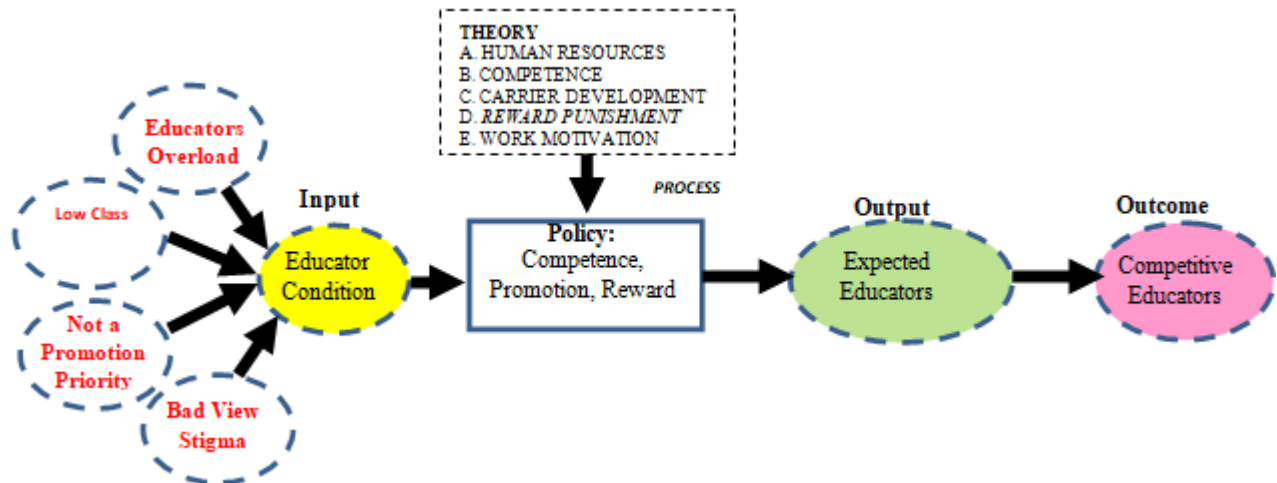 THEORY
A. HUMAN RESOURCES
B. COMPETENCE
C. CARRIER DEVELOPMENT
D. REWARD PUNISHMENT
E. WORK MOTIVATION
Educators
Overload
Low Class
Not a
Promotion
Priority
Bad View
Stigma
Input
Educator
Condition
PROCESS
Policy:
Competence,
Promotion, Reward
Output
Expected
Educators
Outcome
Competitive
Educators